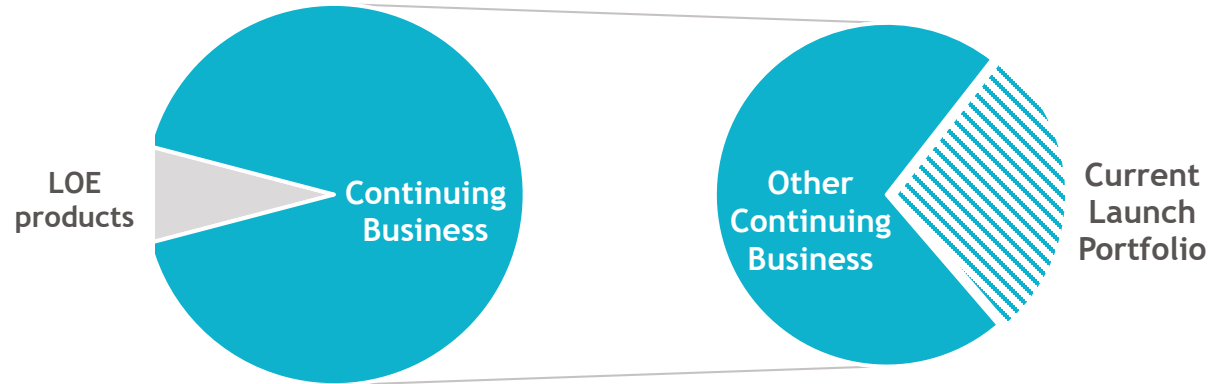 LOE
products
Continuing
Business
Other
Continuing
Business
Current
Launch
Portfolio